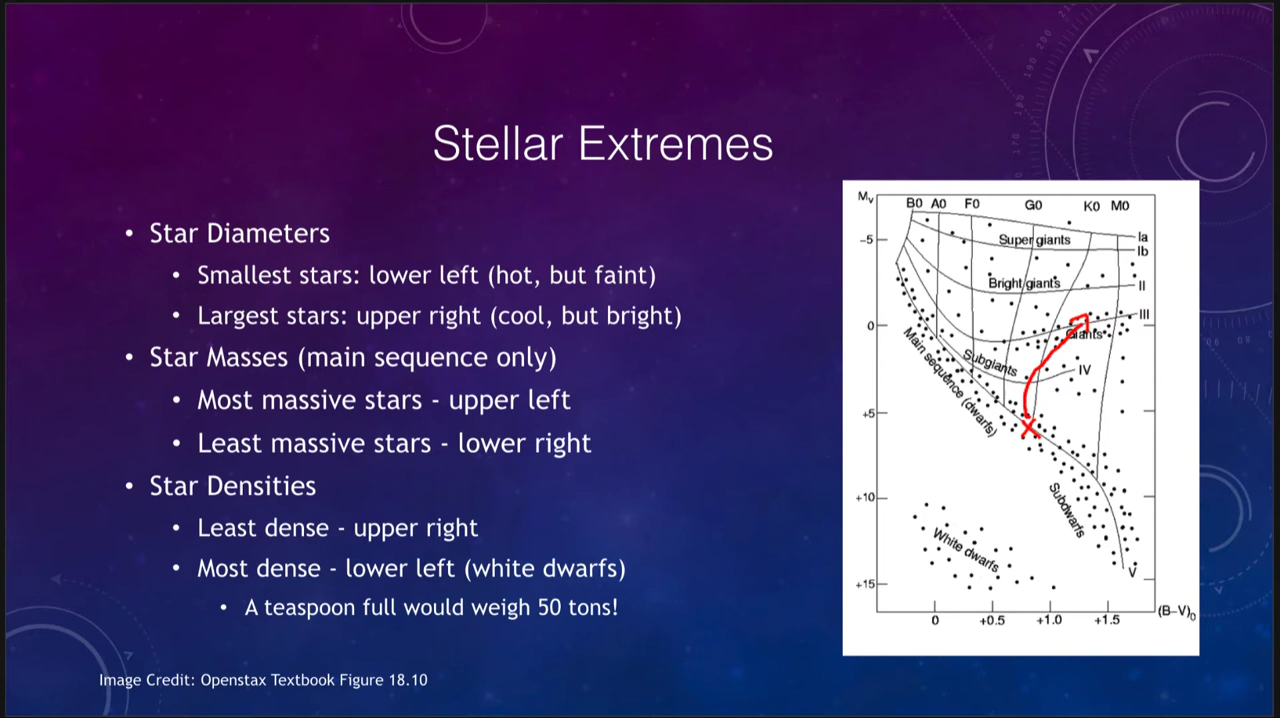 Stellar Extremes
• Star Diameters
• Smallest stars: lower left (hot, but faint)
• Largest stars: upper right (cool, but bright)
• Star Masses (main sequence only)
• Most massive stars - upper left
• Least massive stars - lower right
• Star Densities
• Least dense - upper right
• Most dense - lower left (white dwarfs)
• A teaspoon full would weigh 50 tons!
Image Credit: Openstax Textbook Figure 18.10
Mv
B0 A0 F0 G0 K0 M0
Ia
Super giants
-5
Ib
Bright giants
II
III
0
Giants
Main sequence (dwarfs)
Subgiants
IV
+5
+10
Subdwarfs
White dwarfs
V
+15
0 +0.5 +1.0 +1.5
(B-V)0